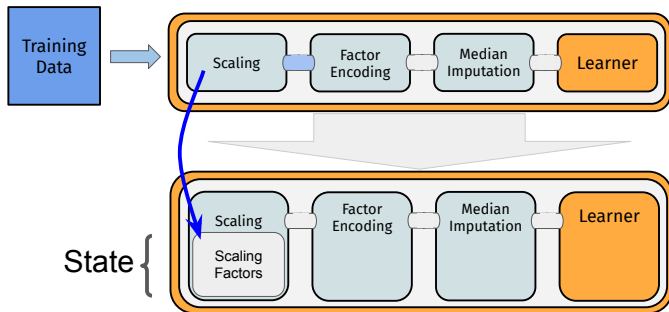 Training
Data
Scaling
Factor
Encoding
Median
Imputation
Learner
Scaling
Factor
Encoding
Median
Imputation
Learner
State
Scaling
Factors